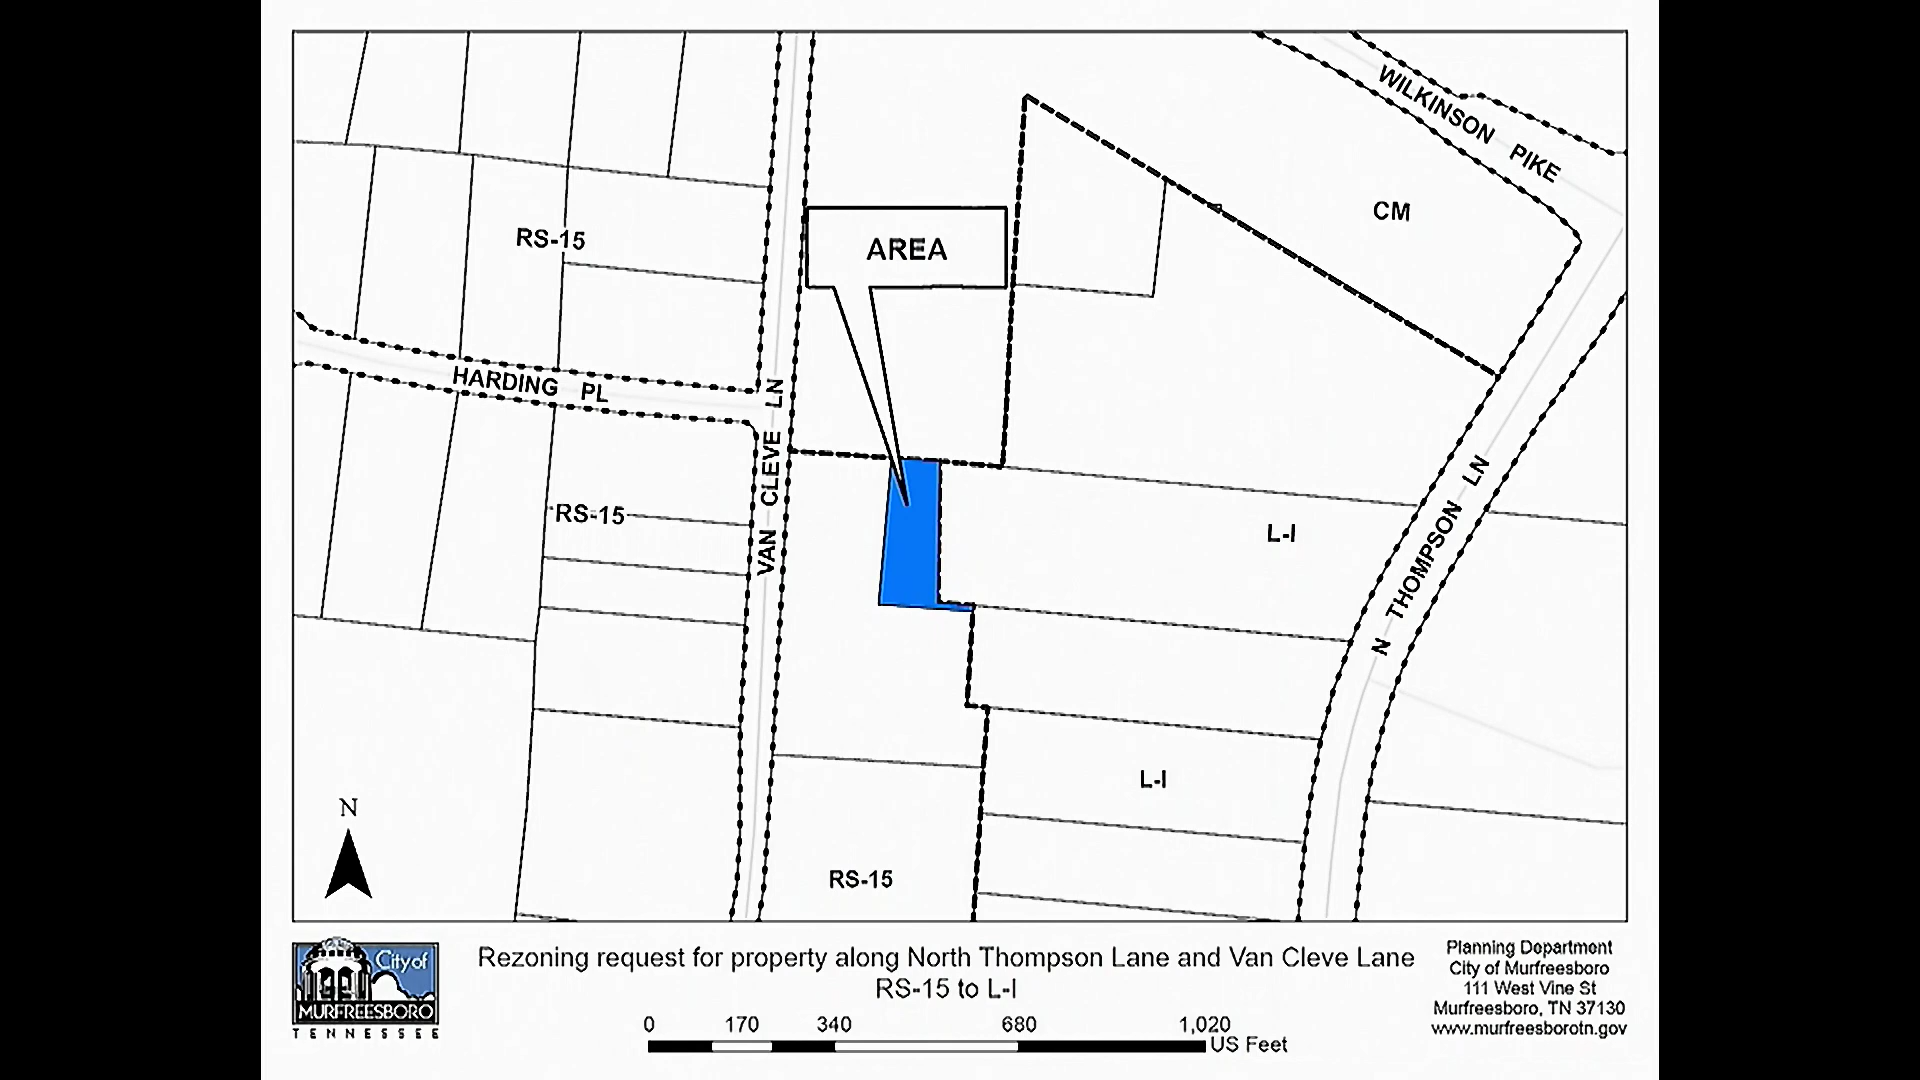 WILKINSON PIKE
CM
RS-15
AREA
HARDING PL
VAN CLEVE LN
RS-15
L-I
N THOMPSON LN
L-I
RS-15
N
City of
MURFREESBORO
TENNESSEE
Rezoning request for property along North Thompson Lane and Van Cleve Lane
RS-15 to L-I
0 170 340 680 1,020
US Feet
Planning Department
City of Murfreesboro
111 West Vine St
Murfreesboro, TN 37130
www.murfreesborotn.gov